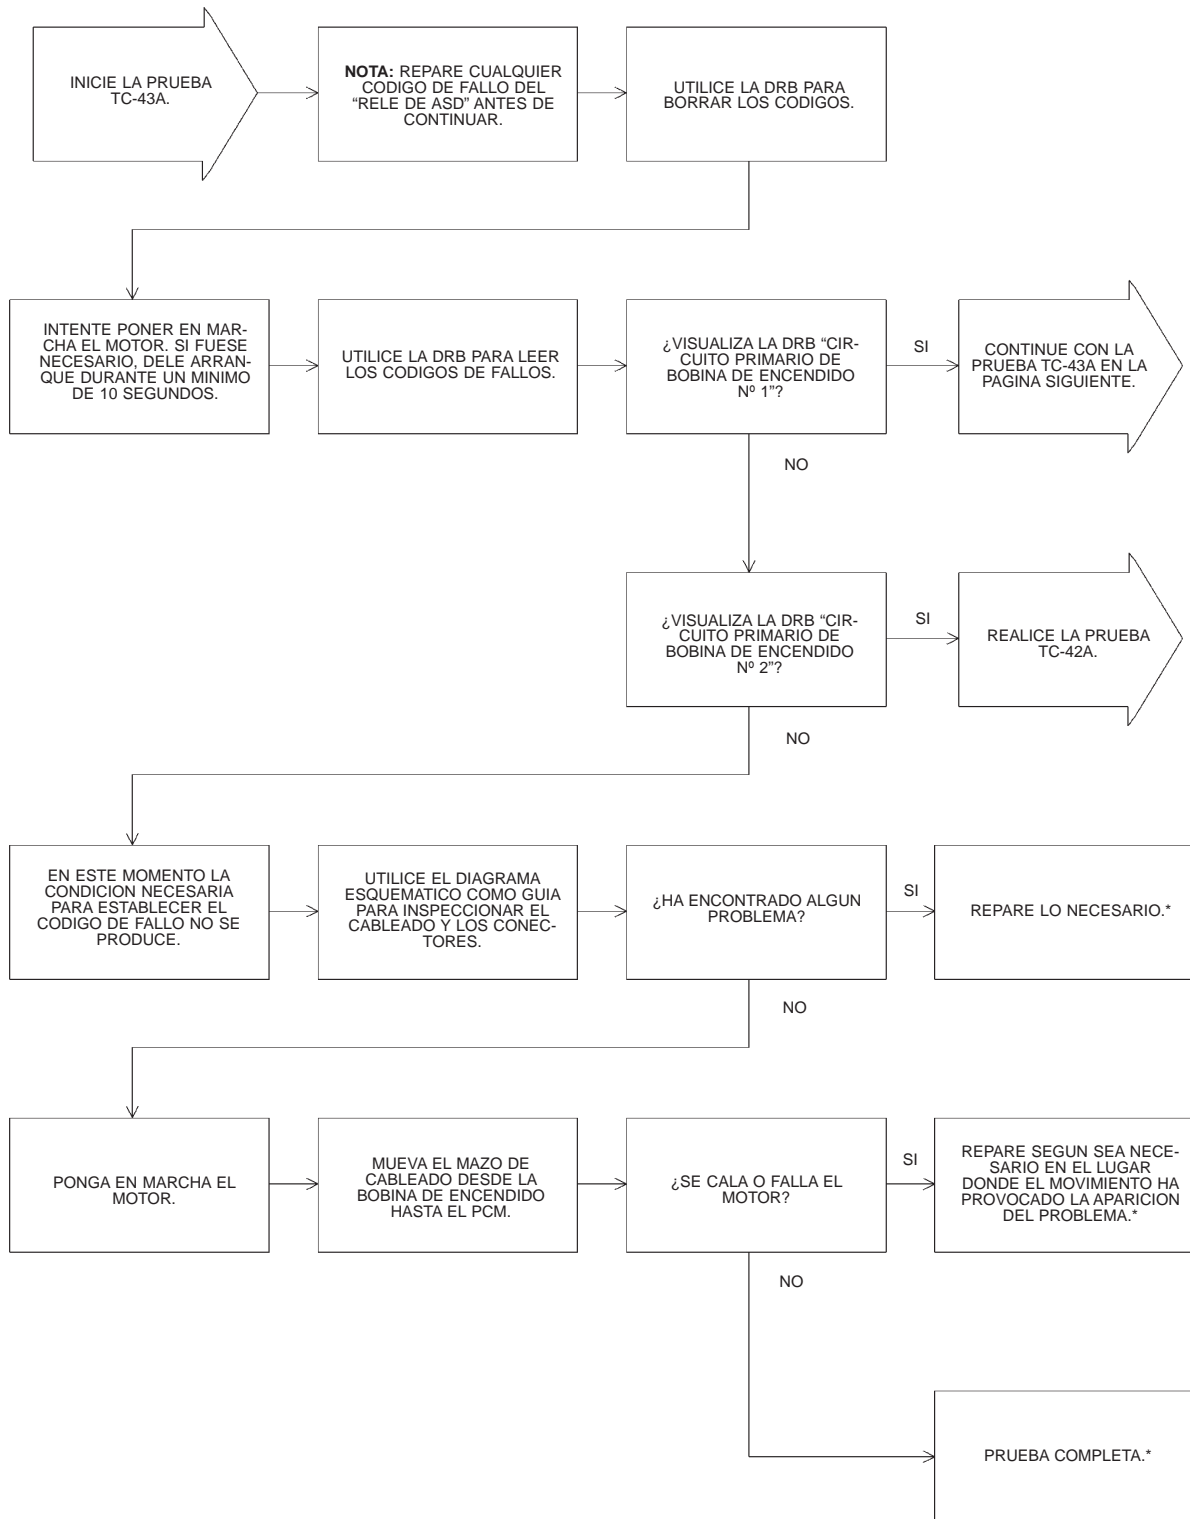 INICIE LA PRUEBA
TC-43A.
NOTA: REPARE CUALQUIER
CODIGO DE FALLO DEL
“RELE DE ASD” ANTES DE
CONTINUAR.
UTILICE LA DRB PARA
BORRAR LOS CODIGOS.
INTENTE PONER EN MAR-
CHA EL MOTOR. SI FUESE
NECESARIO, DELE ARRAN-
QUE DURANTE UN MINIMO
DE 10 SEGUNDOS.
UTILICE LA DRB PARA LEER
LOS CODIGOS DE FALLOS.
¿VISUALIZA LA DRB “CIR-
CUITO PRIMARIO DE
BOBINA DE ENCENDIDO
Nº 1”?
SI
CONTINUE CON LA
PRUEBA TC-43A EN LA
PAGINA SIGUIENTE.
NO
¿VISUALIZA LA DRB “CIR-
CUITO PRIMARIO DE
BOBINA DE ENCENDIDO
Nº 2”?
SI
REALICE LA PRUEBA
TC-42A.
NO
EN ESTE MOMENTO LA
CONDICION NECESARIA
PARA ESTABLECER EL
CODIGO DE FALLO NO SE
PRODUCE.
UTILICE EL DIAGRAMA
ESQUEMATICO COMO GUIA
PARA INSPECCIONAR EL
CABLEADO Y LOS CONEC-
TORES.
¿HA ENCONTRADO ALGUN
PROBLEMA?
SI
REPARE LO NECESARIO.*
NO
PONGA EN MARCHA EL
MOTOR.
MUEVA EL MAZO DE
CABLEADO DESDE LA
BOBINA DE ENCENDIDO
HASTA EL PCM.
¿SE CALA O FALLA EL
MOTOR?
SI
REPARE SEGUN SEA NECE-
SARIO EN EL LUGAR
DONDE EL MOVIMIENTO HA
PROVOCADO LA APARICION
DEL PROBLEMA.*
NO
PRUEBA COMPLETA.*